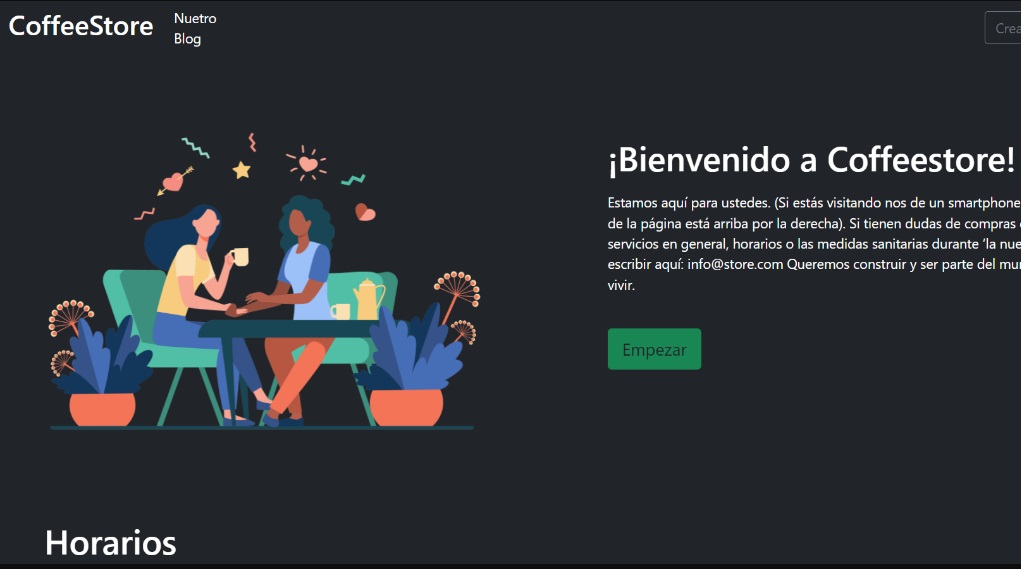 CoffeeStore
Nuetro
Blog
Crea
¡Bienvenido a Coffeestore!
Estamos aquí para ustedes. (Si estás visitando nos de un smartphone
de la página está arriba por la derecha). Si tienen dudas de compras
servicios en general, horarios o las medidas sanitarias durante ‘la nue
escribir aquí: info@store.com Queremos construir y ser parte del mu
vivir.
Empezar
Horarios